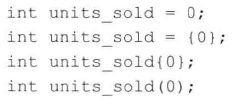 int units_sold = 0;
int units_sold = {0};
int units_sold{0};
int units_sold(0);